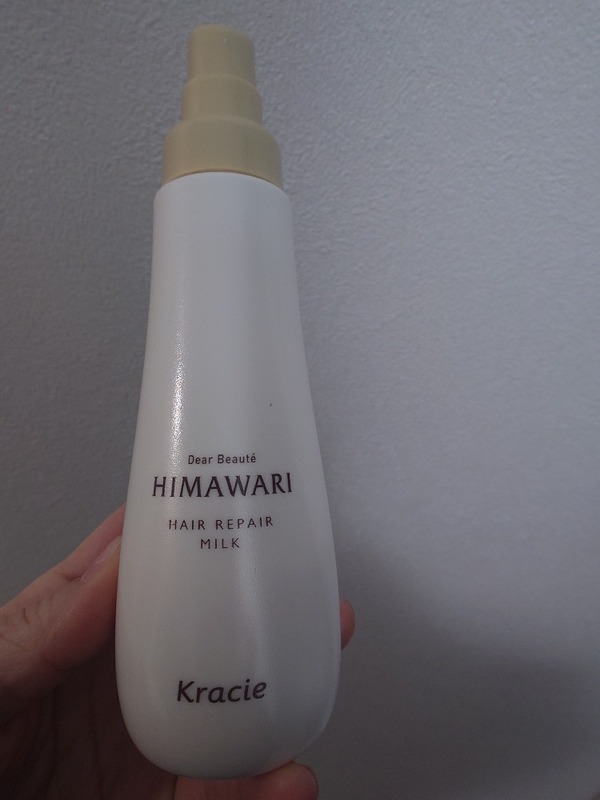 Dear Beauté
HIMAWARI
HAIR REPAIR
MILK
Kracie